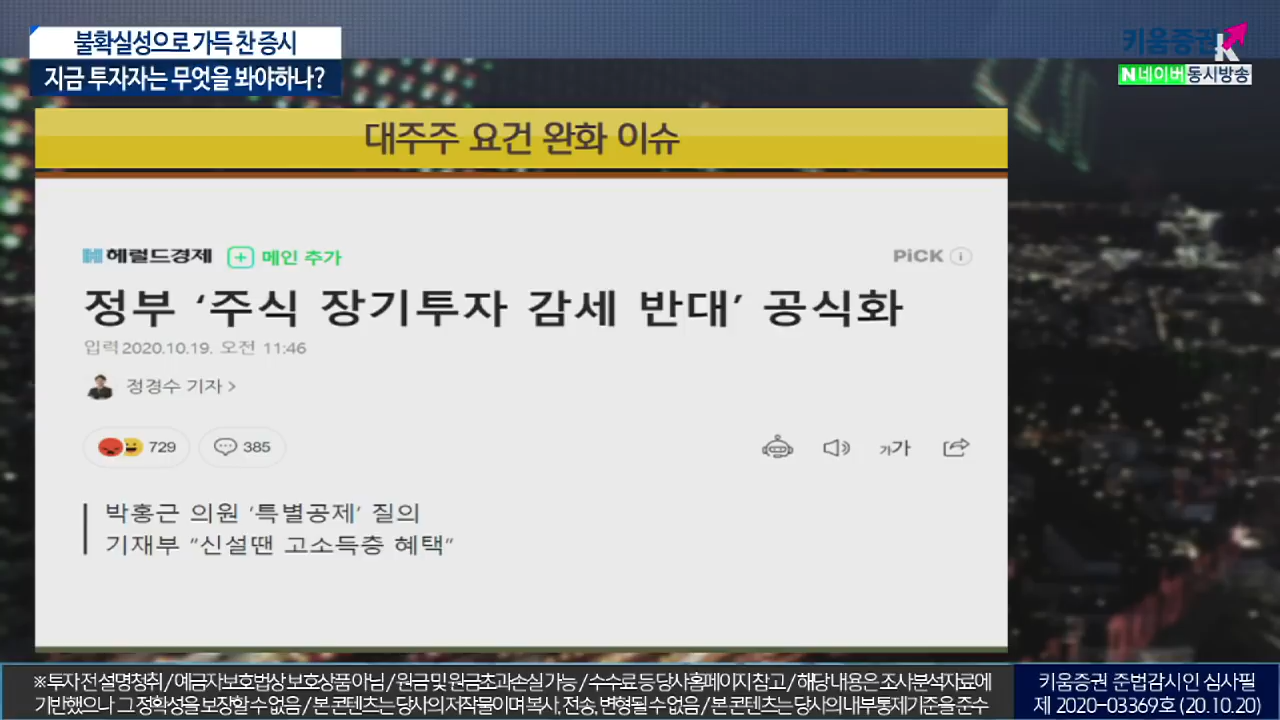 불확실성으로 가득 찬 증시
지금 투자자는 무엇을 봐야하나?
키움증권
N 네이버 동시방송
대주주 요건 완화 이슈
헤럴드경제 메인 추가
PiCK
정부 ‘주식 장기투자 감세 반대’ 공식화
입력 2020.10.19. 오전 11:46
정경수 기자 >
729 385
가가
박홍근 의원 ‘특별공제’ 질의
기재부 “신설땐 고소득층 혜택”
※ 투자 전 설명청취 / 예금자보호법상 보호상품 아님 / 원금 및 원금초과손실 가능 / 수수료 등 당사홈페이지 참고 / 해당 내용은 조사분석자료에
기반했으나 그 정확성을 보장할 수 없음 / 본 콘텐츠는 당사의 저작물이며 복사, 전송, 변형될 수 없음 / 본 콘텐츠는 당사의 내부통제기준을 준수
키움증권 준법감시인 심사필
제 2020-03369호 (20.10.20)